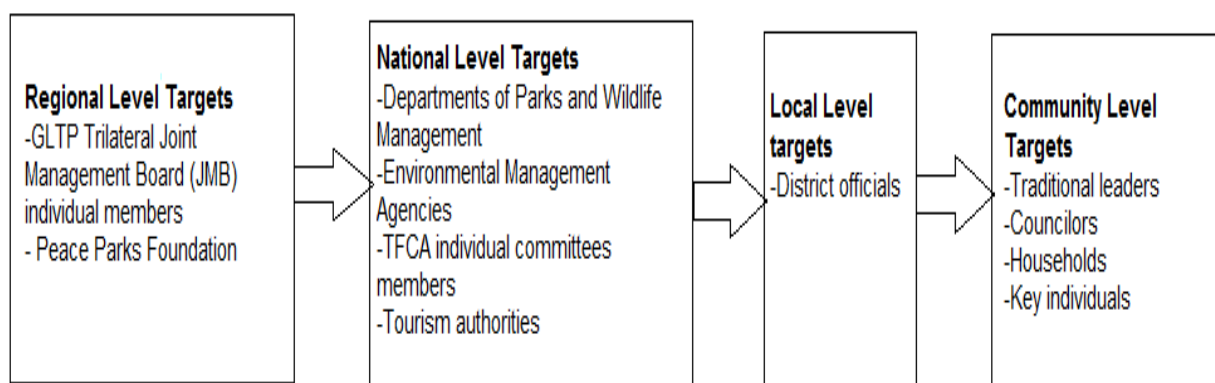 Regional Level Targets
-GLTP Trilateral Joint
Management Board (JMB)
individual members
- Peace Parks Foundation
National Level Targets
-Departments of Parks and Wildlife
Management
-Environmental Management
Agencies
-TFCA individual committees
members
-Tourism authorities
Local Level
targets
-District officials
Community Level
Targets
-Traditional leaders
-Councilors
-Households
-Key individuals